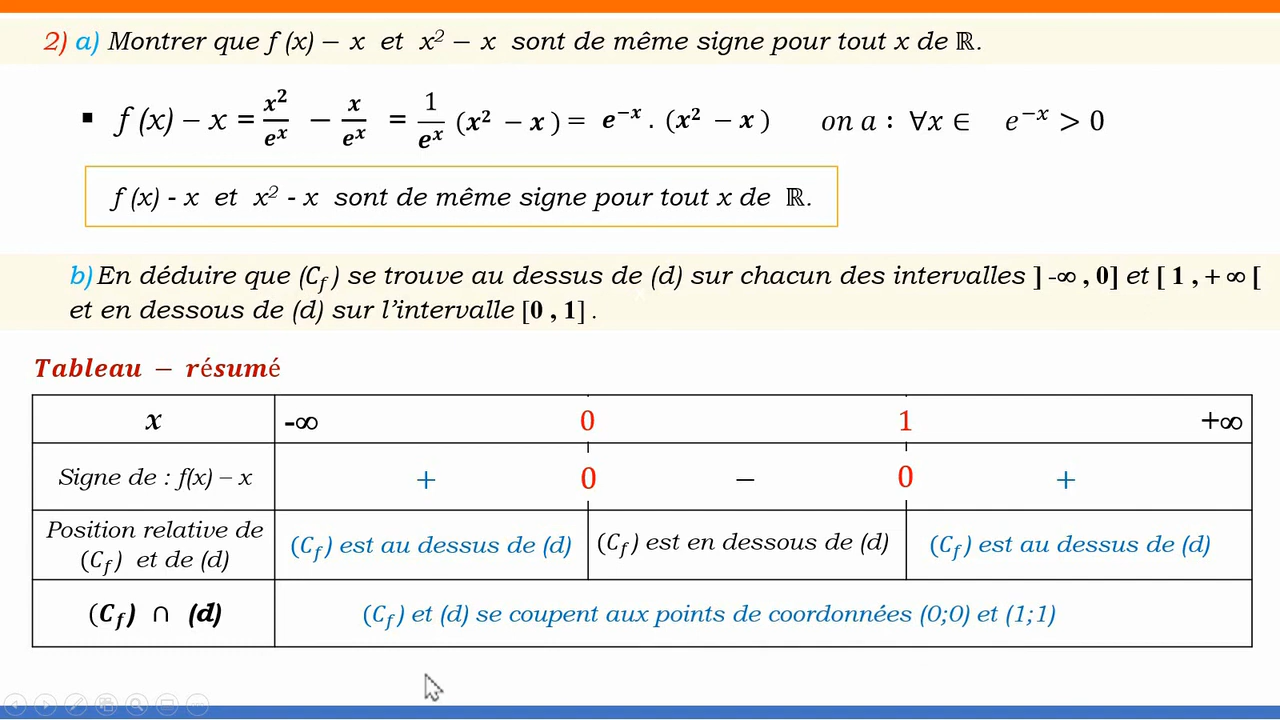 2) a) Montrer que f (x) – x et x² – x sont de même signe pour tout x de ℝ.
▪ f (x) – x = x²/eˣ – x/eˣ = 1/eˣ (x² – x) = e⁻ˣ . (x² – x) on a : ∀x ∈ e⁻ˣ > 0
f (x) - x et x² - x sont de même signe pour tout x de ℝ.
b) En déduire que (C_f) se trouve au dessus de (d) sur chacun des intervalles ] -∞ , 0] et [ 1 , + ∞ [
et en dessous de (d) sur l’intervalle [0 , 1] .
Tableau – résumé
x -∞ 0 1 +∞
Signe de : f(x) – x + 0 – 0 +
Position relative de
(C_f) et de (d) (C_f) est au dessus de (d) (C_f) est en dessous de (d) (C_f) est au dessus de (d)
(C_f) ∩ (d) (C_f) et (d) se coupent aux points de coordonnées (0;0) et (1;1)